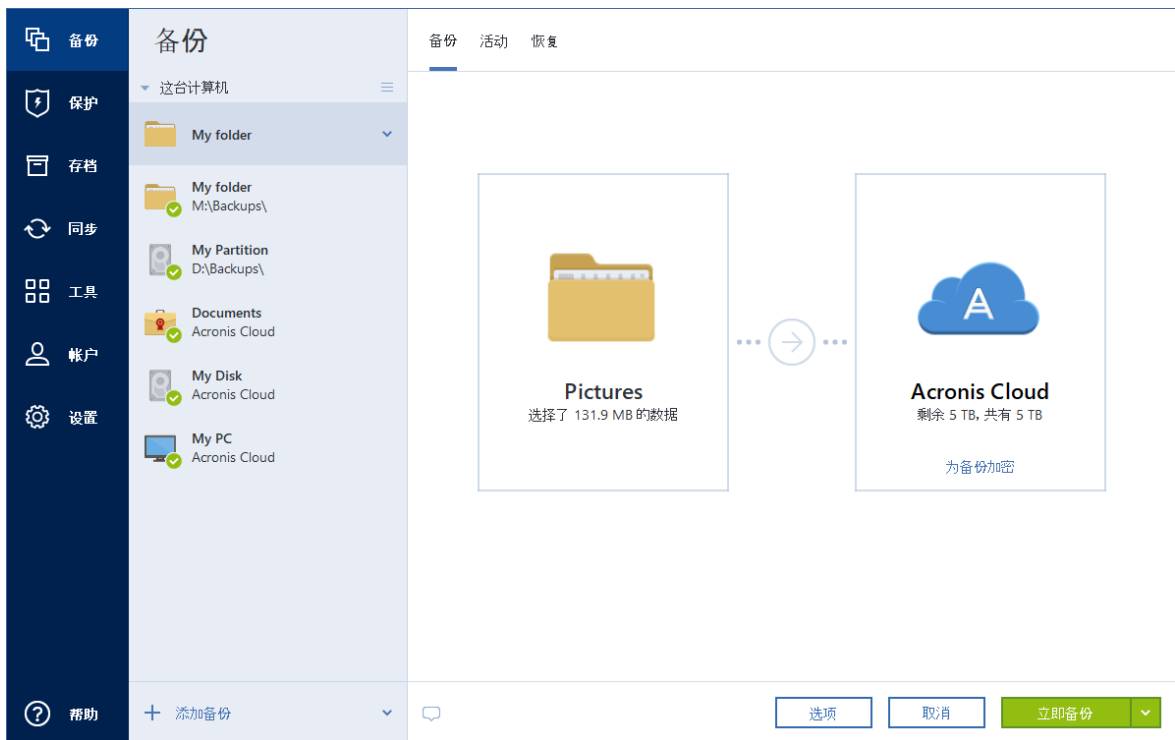 备份
保护
存档
同步
工具
帐户
设置
帮助
备份
这台计算机
My folder
My folder
M:\Backups\
My Partition
D:\Backups\
Documents
Acronis Cloud
My Disk
Acronis Cloud
My PC
Acronis Cloud
添加备份
备份 活动 恢复
Pictures
选择了 131.9 MB 的数据
Acronis Cloud
剩余 5 TB, 共有 5 TB
为备份加密
选项 取消 立即备份